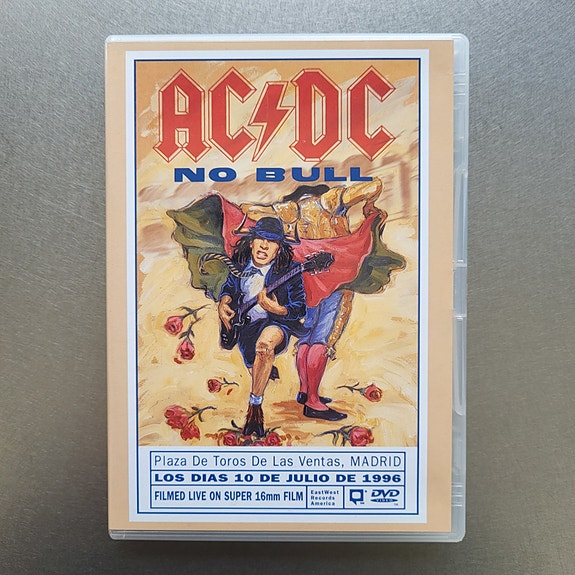 AC⚡DC
NO BULL
Plaza De Toros De Las Ventas, MADRID
LOS DIAS 10 DE JULIO DE 1996
FILMED LIVE ON SUPER 16mm FILM
EastWest
Records
America
DVD
VIDEO